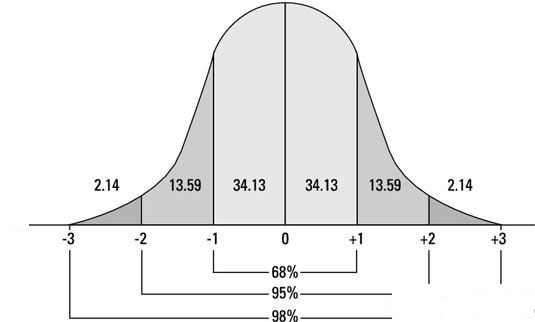 2.14 13.59 34.13 34.13 13.59 2.14
-3 -2 -1 0 +1 +2 +3
68%
95%
98%